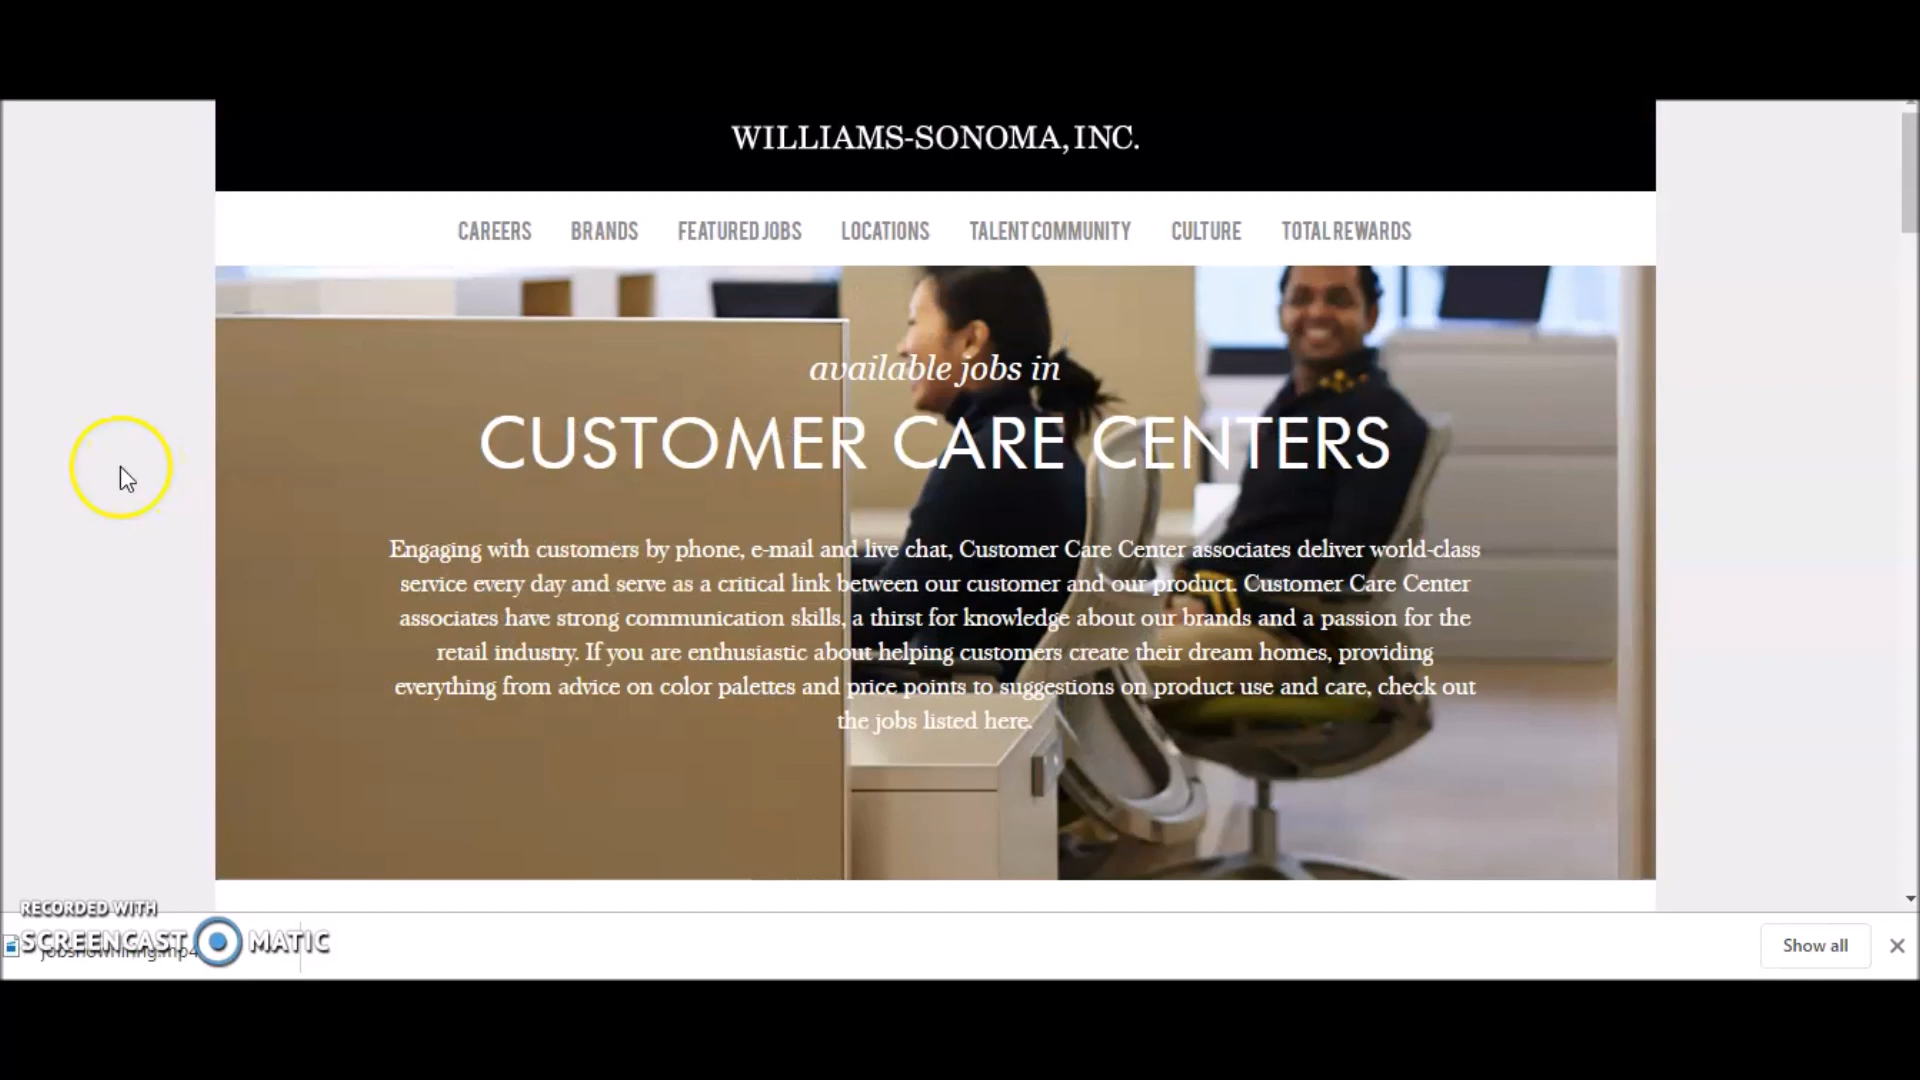 WILLIAMS-SONOMA, INC.
CAREERS BRANDS FEATURED JOBS LOCATIONS TALENT COMMUNITY CULTURE TOTAL REWARDS
available jobs in
CUSTOMER CARE CENTERS
Engaging with customers by phone, e-mail and live chat, Customer Care Center associates deliver world-class
service every day and serve as a critical link between our customer and our product. Customer Care Center
associates have strong communication skills, a thirst for knowledge about our brands and a passion for the
retail industry. If you are enthusiastic about helping customers create their dream homes, providing
everything from advice on color palettes and price points to suggestions on product use and care, check out
the jobs listed here.
RECORDED WITH
SCREENCAST MATIC
jobsnowhiring.mp4
Show all